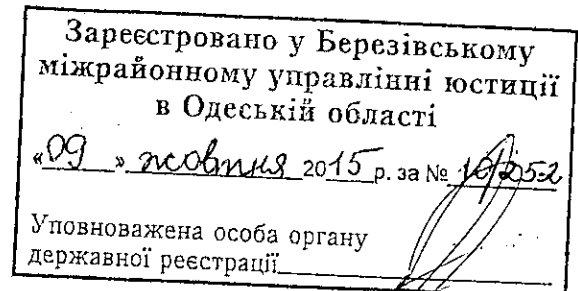 Зареєстровано у Березівському
міжрайонному управлінні юстиції
в Одеській області
«09» жовтня 2015 р. за № 10/252
Уповноважена особа органу
державної реєстрації